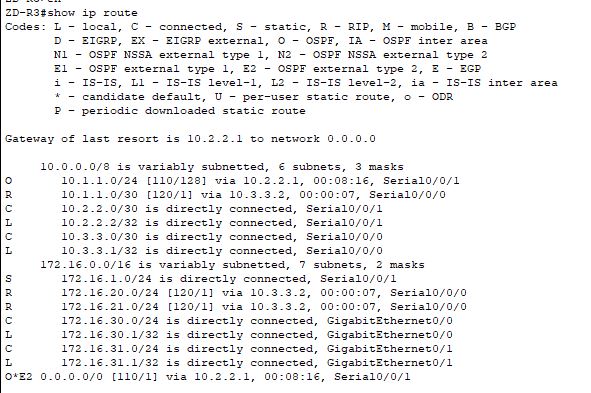 ZD-R3#show ip route
Codes: L - local, C - connected, S - static, R - RIP, M - mobile, B - BGP
D - EIGRP, EX - EIGRP external, O - OSPF, IA - OSPF inter area
N1 - OSPF NSSA external type 1, N2 - OSPF NSSA external type 2
E1 - OSPF external type 1, E2 - OSPF external type 2, E - EGP
i - IS-IS, L1 - IS-IS level-1, L2 - IS-IS level-2, ia - IS-IS inter area
* - candidate default, U - per-user static route, o - ODR
P - periodic downloaded static route
Gateway of last resort is 10.2.2.1 to network 0.0.0.0
10.0.0.0/8 is variably subnetted, 6 subnets, 3 masks
O 10.1.1.0/24 [110/128] via 10.2.2.1, 00:08:16, Serial0/0/1
R 10.1.1.0/30 [120/1] via 10.3.3.2, 00:00:07, Serial0/0/0
C 10.2.2.0/30 is directly connected, Serial0/0/1
L 10.2.2.2/32 is directly connected, Serial0/0/1
C 10.3.3.0/30 is directly connected, Serial0/0/0
L 10.3.3.1/32 is directly connected, Serial0/0/0
172.16.0.0/16 is variably subnetted, 7 subnets, 2 masks
S 172.16.1.0/24 is directly connected, Serial0/0/1
R 172.16.20.0/24 [120/1] via 10.3.3.2, 00:00:07, Serial0/0/0
R 172.16.21.0/24 [120/1] via 10.3.3.2, 00:00:07, Serial0/0/0
C 172.16.30.0/24 is directly connected, GigabitEthernet0/0
L 172.16.30.1/32 is directly connected, GigabitEthernet0/0
C 172.16.31.0/24 is directly connected, GigabitEthernet0/1
L 172.16.31.1/32 is directly connected, GigabitEthernet0/1
O*E2 0.0.0.0/0 [110/1] via 10.2.2.1, 00:08:16, Serial0/0/1